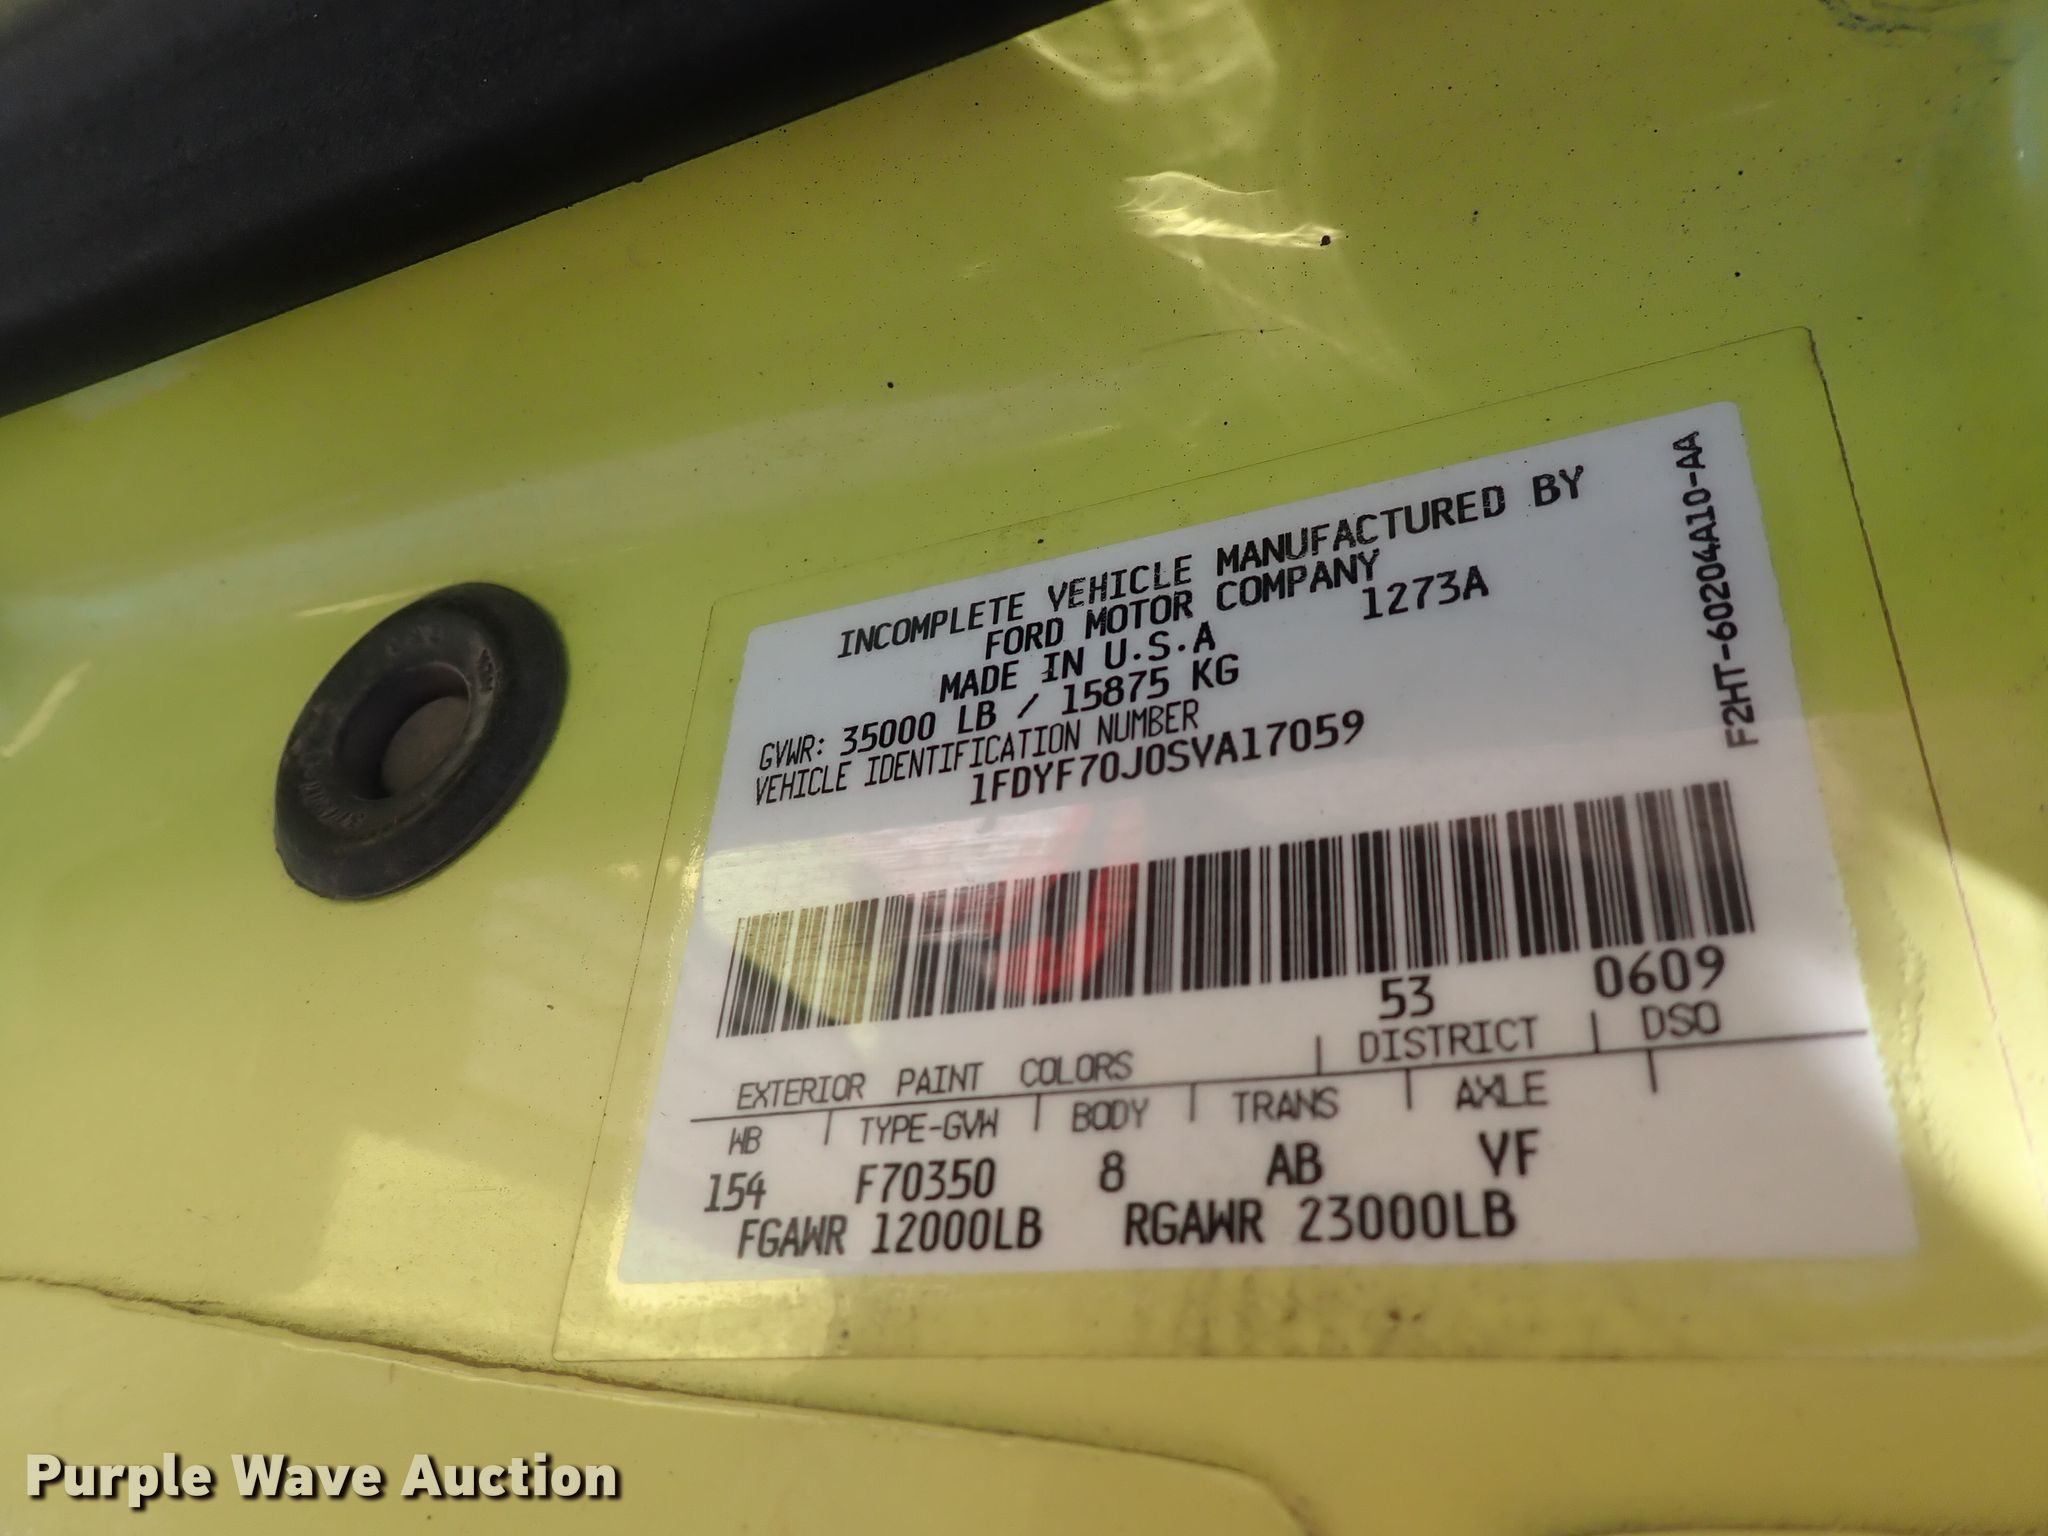 INCOMPLETE VEHICLE MANUFACTURED BY
FORD MOTOR COMPANY
MADE IN U.S.A 1273A
GVWR: 35000 LB / 15875 KG
VEHICLE IDENTIFICATION NUMBER
1FDYF70J0SVA17059
F2HT-60204A10-AA
53 0609
EXTERIOR PAINT COLORS DISTRICT DSO
WB TYPE-GVW BODY TRANS AXLE
154 F70350 8 AB VF
FGAWR 12000LB RGAWR 23000LB
Purple Wave Auction